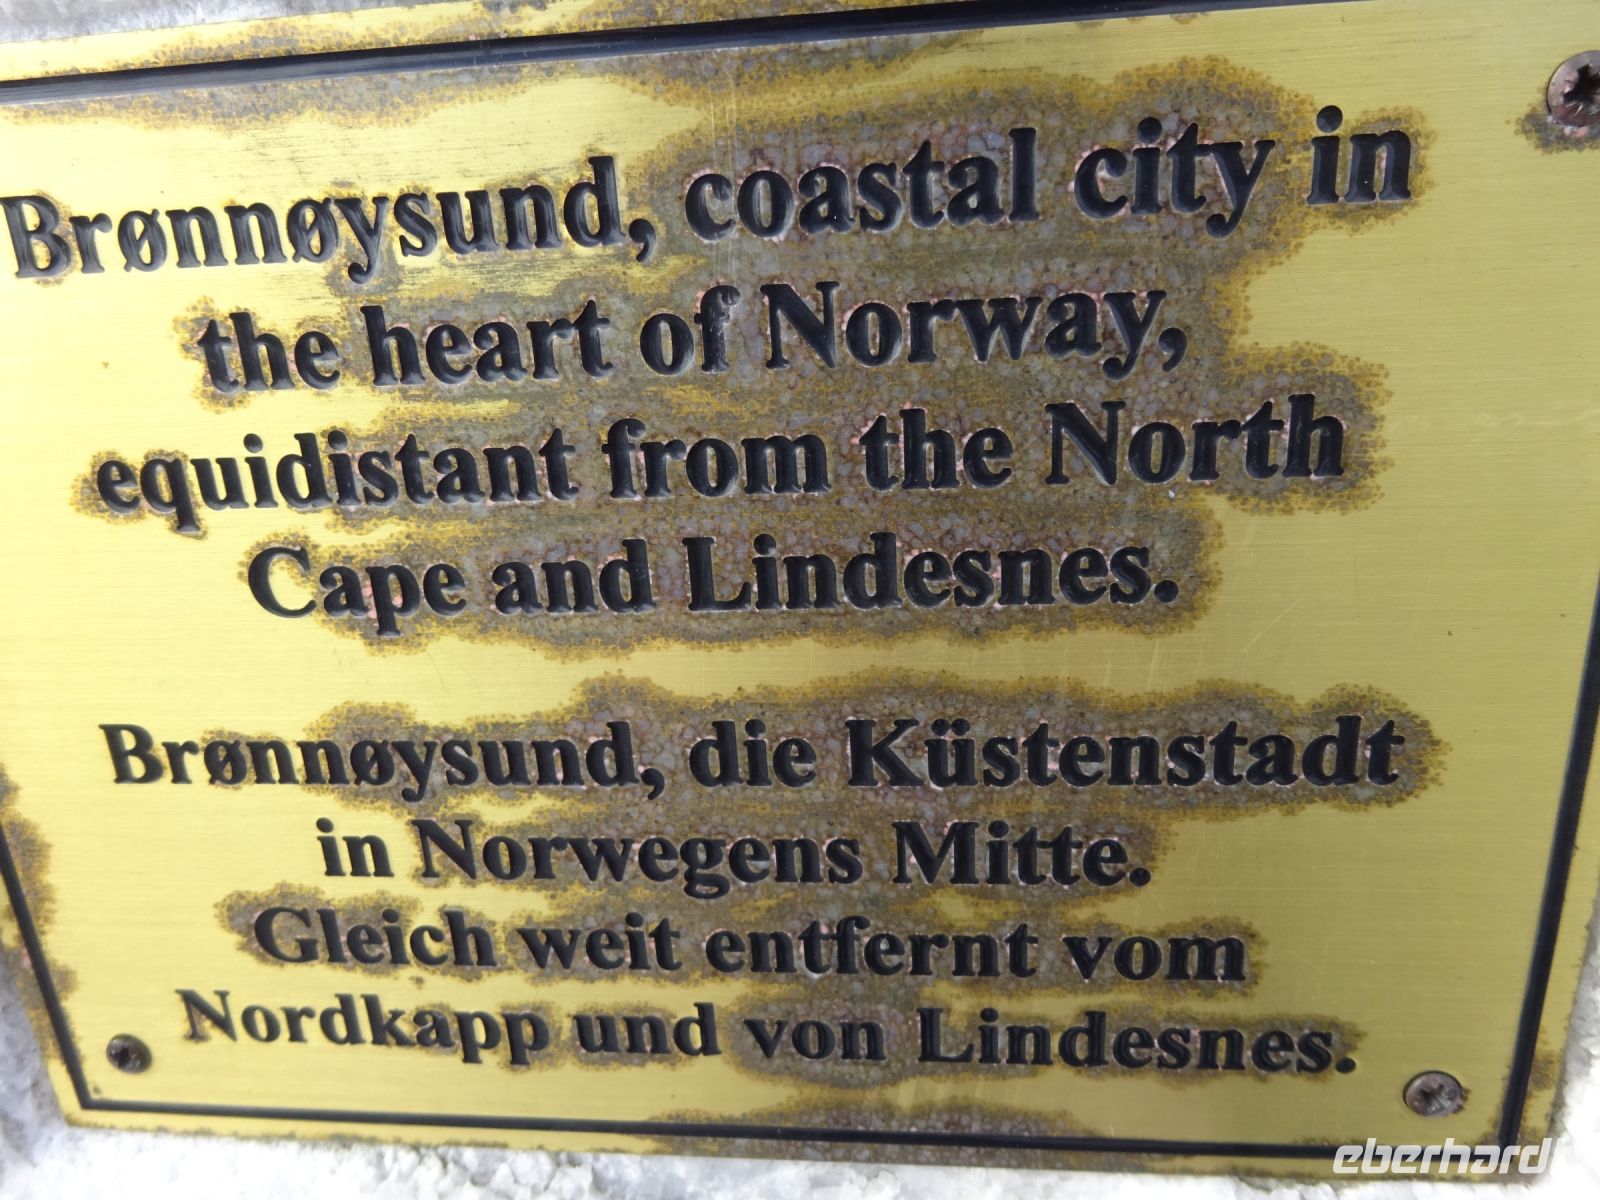 Brønnøysund, coastal city in
the heart of Norway,
equidistant from the North
Cape and Lindesnes.
Brønnøysund, die Küstenstadt
in Norwegens Mitte.
Gleich weit entfernt vom
Nordkapp und von Lindesnes.
eberhardt